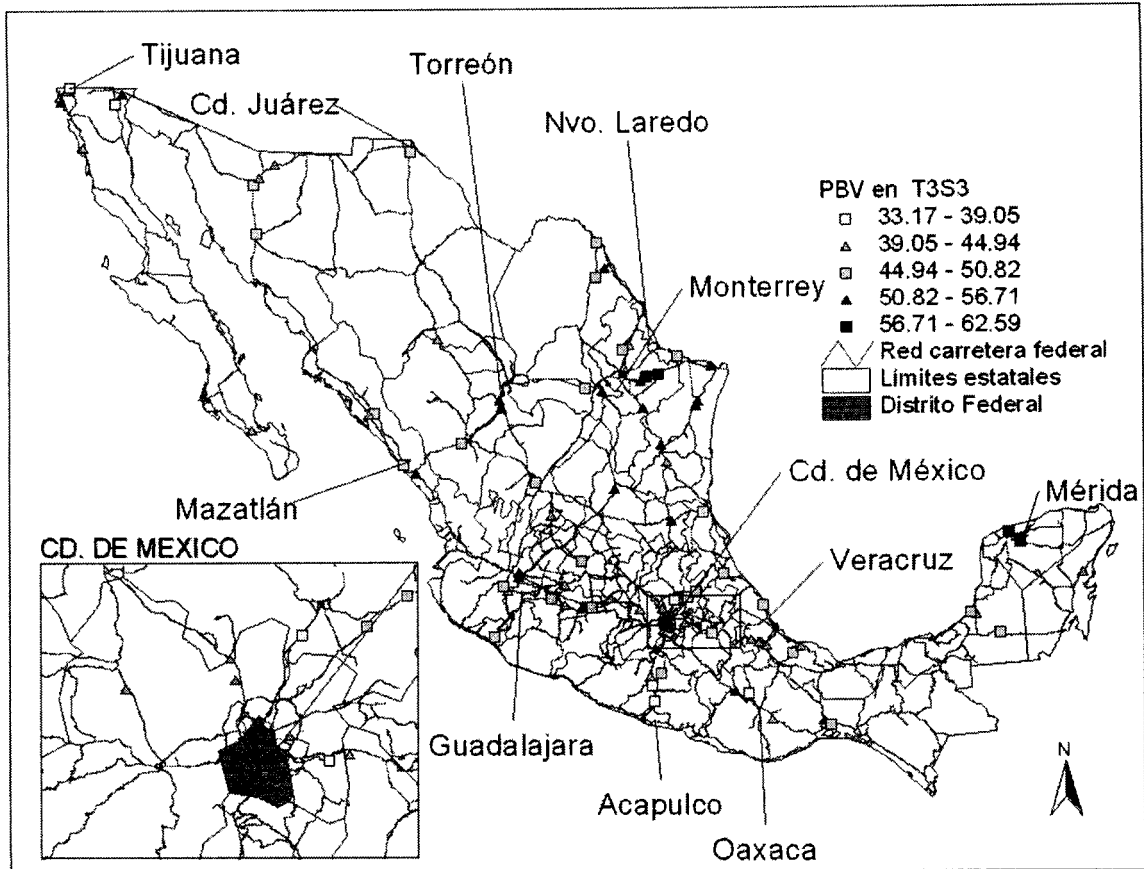 Tijuana
Torreón
Cd. Juárez
Nvo. Laredo
PBV en T3S3
33.17 - 39.05
39.05 - 44.94
44.94 - 50.82
50.82 - 56.71
56.71 - 62.59
Red carretera federal
Límites estatales
Distrito Federal
Monterrey
Cd. de México
Mérida
Mazatlán
Veracruz
CD. DE MEXICO
Guadalajara
Acapulco
Oaxaca
N